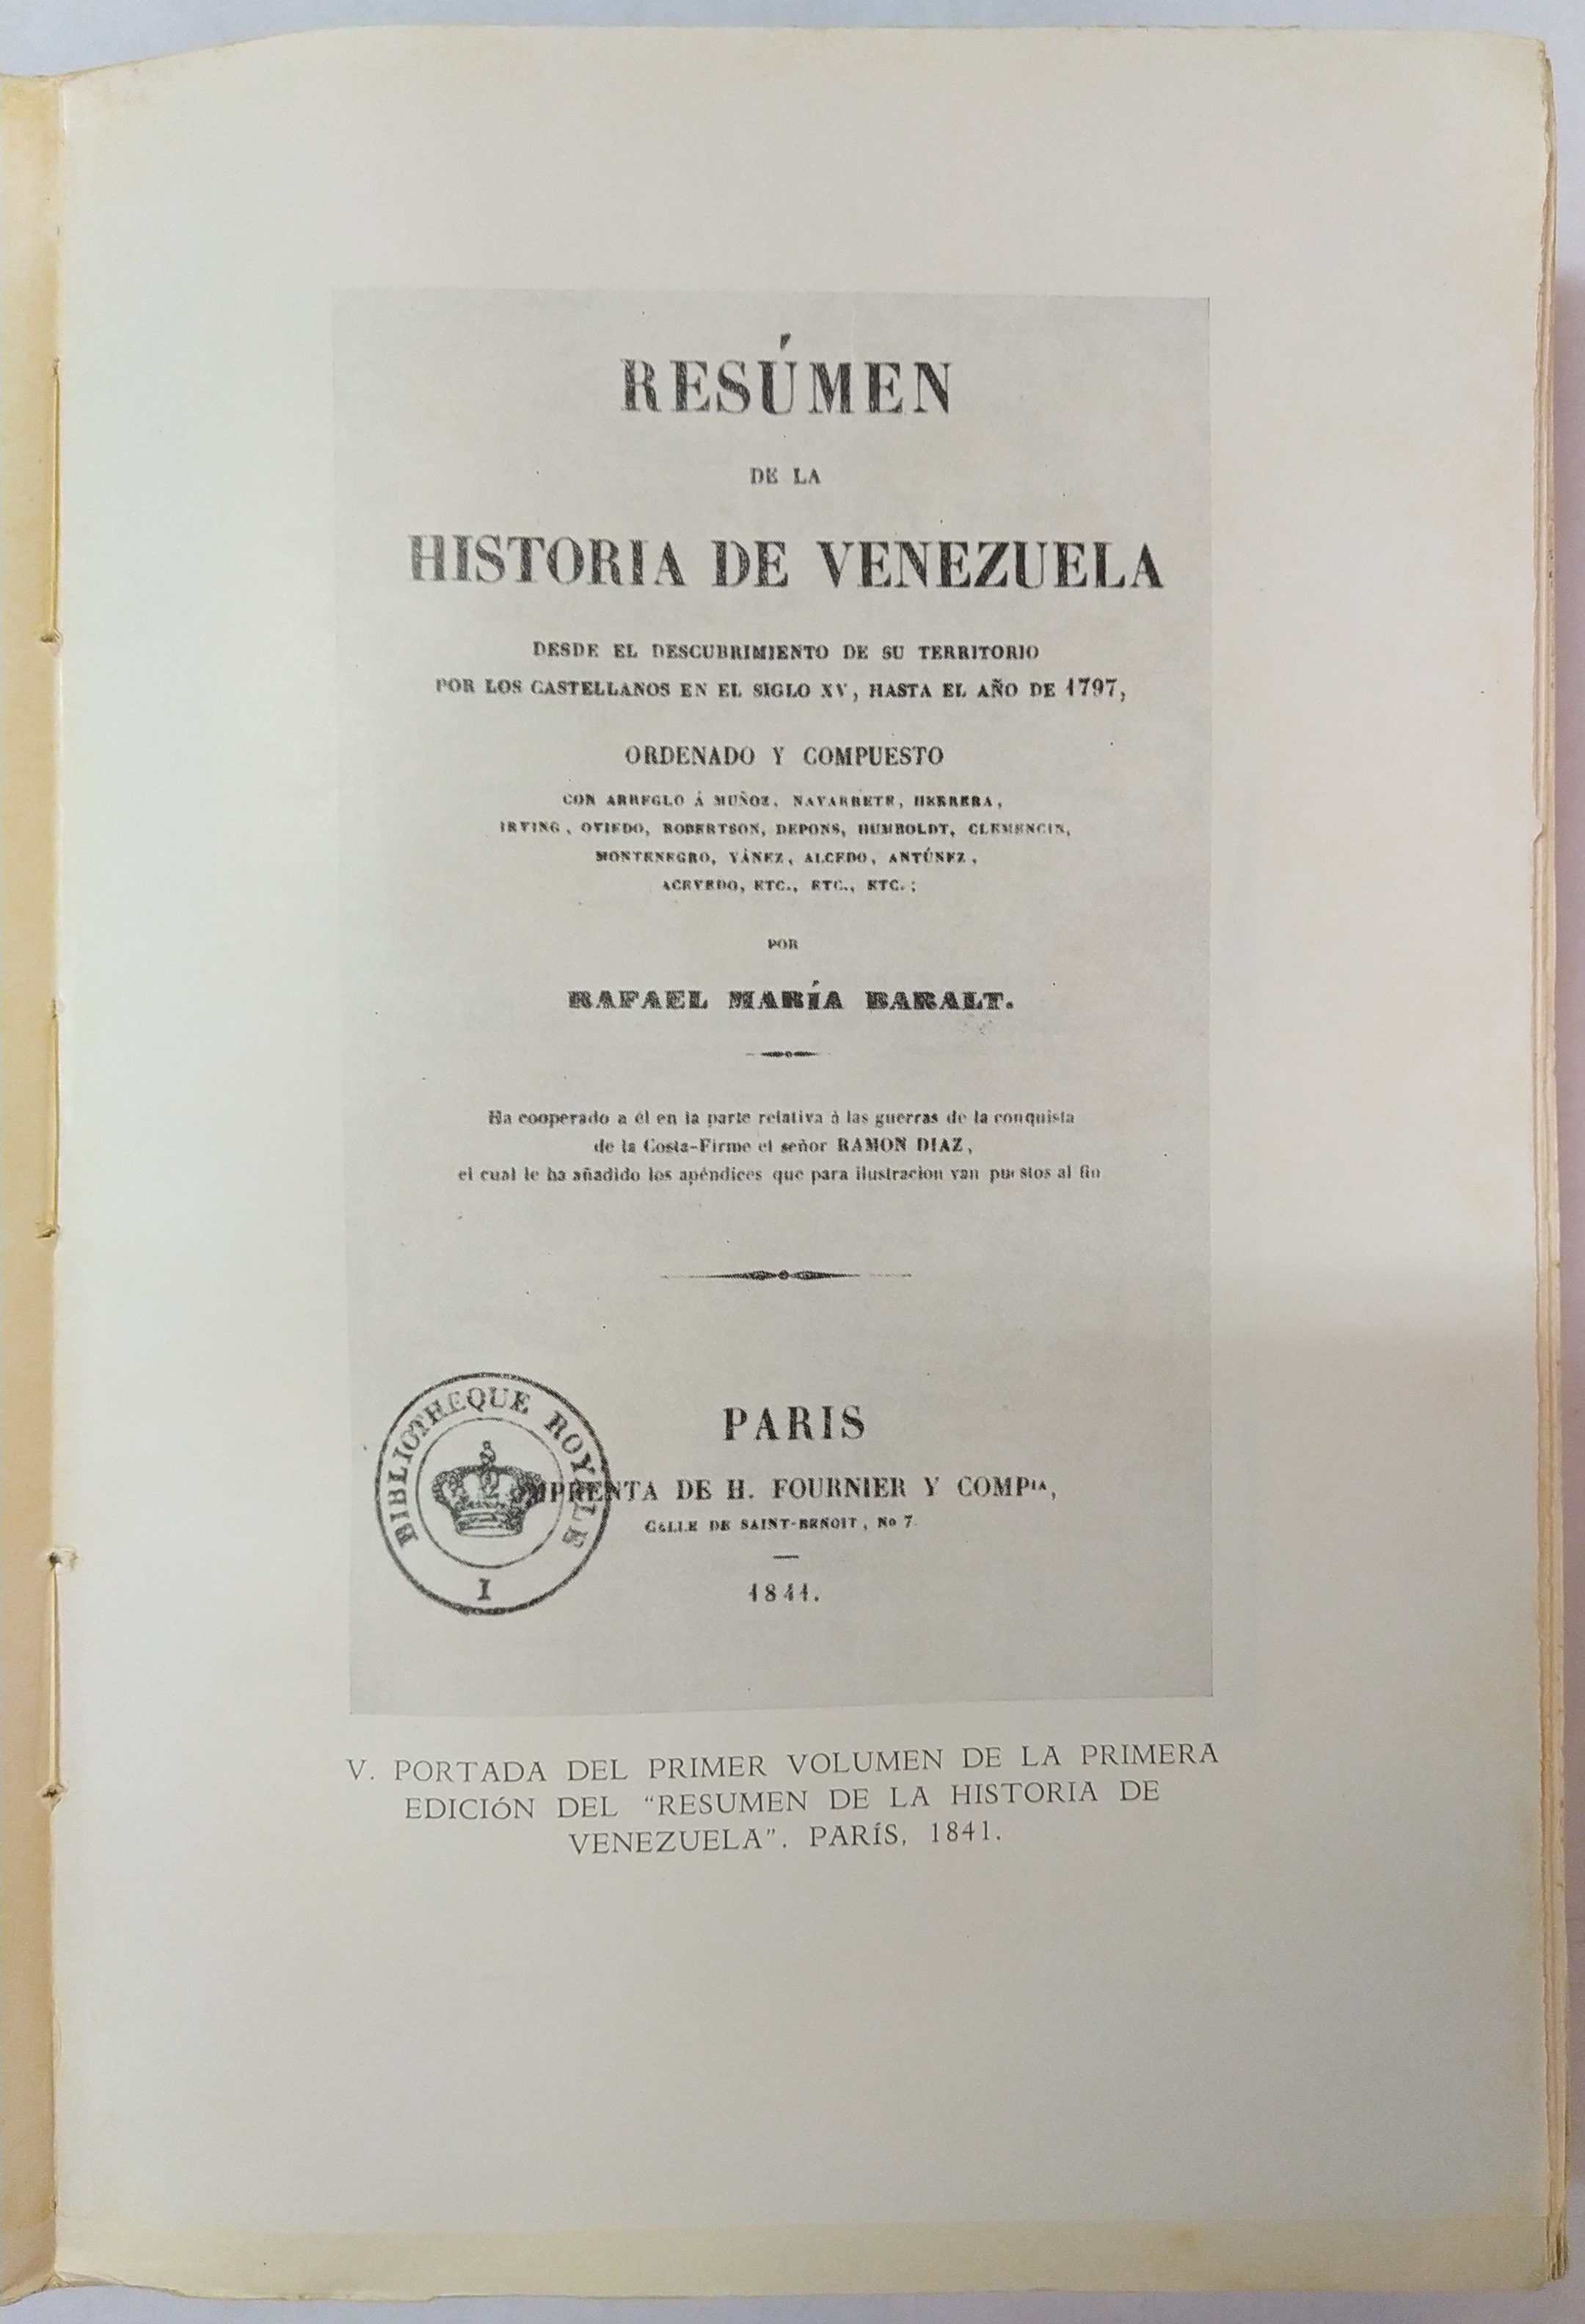 RESÚMEN
DE LA
HISTORIA DE VENEZUELA
DESDE EL DESCUBRIMIENTO DE SU TERRITORIO
POR LOS CASTELLANOS EN EL SIGLO XV, HASTA EL AÑO DE 1797,
ORDENADO Y COMPUESTO
CON ARREGLO Á MUÑOZ, NAVARRETE, HERRERA,
IRVING, OVIEDO, ROBERTSON, DEPONS, HUMBOLDT, CLEMENCIN,
MONTENEGRO, YÁNEZ, ALCEDO, ANTÚNEZ,
ACEVEDO, ETC., ETC., ETC.;
POR
RAFAEL MARÍA BARALT.
Ha cooperado a él en la parte relativa á las guerras de la conquista
de la Costa-Firme el señor RAMON DIAZ,
el cual le ha añadido los apéndices que para ilustracion van puestos al fin
BIBLIOTHEQUE ROYALE
I
PARIS
IMPRENTA DE H. FOURNIER Y COMPIA,
CALLE DE SAINT-BENOIT, No 7
1841.
V. PORTADA DEL PRIMER VOLUMEN DE LA PRIMERA
EDICIÓN DEL "RESUMEN DE LA HISTORIA DE
VENEZUELA". PARÍS, 1841.